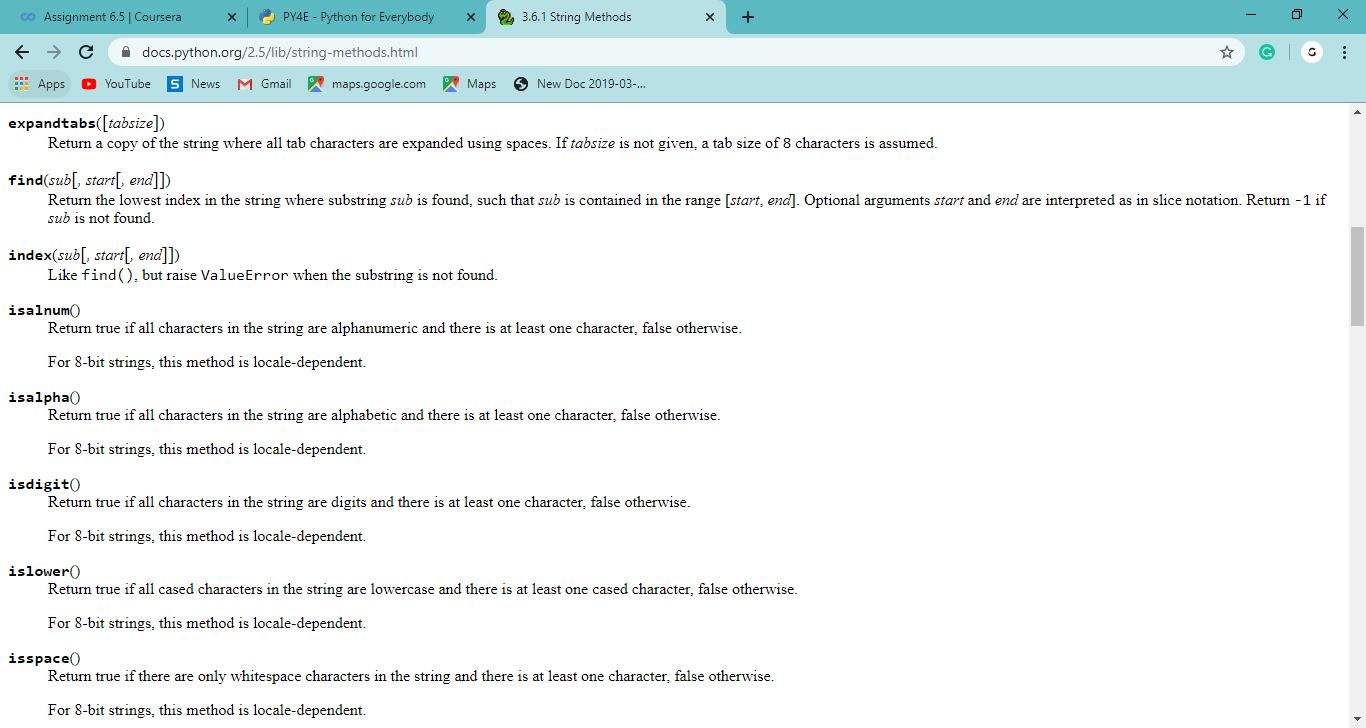 Assignment 6.5 | Coursera
PY4E - Python for Everybody
3.6.1 String Methods
docs.python.org/2.5/lib/string-methods.html
Apps YouTube News Gmail maps.google.com Maps New Doc 2019-03-...
expandtabs([tabsize])
Return a copy of the string where all tab characters are expanded using spaces. If tabsize is not given, a tab size of 8 characters is assumed.
find(sub[, start[, end]])
Return the lowest index in the string where substring sub is found, such that sub is contained in the range [start, end]. Optional arguments start and end are interpreted as in slice notation. Return -1 if
sub is not found.
index(sub[, start[, end]])
Like find(), but raise ValueError when the substring is not found.
isalnum()
Return true if all characters in the string are alphanumeric and there is at least one character, false otherwise.
For 8-bit strings, this method is locale-dependent.
isalpha()
Return true if all characters in the string are alphabetic and there is at least one character, false otherwise.
For 8-bit strings, this method is locale-dependent.
isdigit()
Return true if all characters in the string are digits and there is at least one character, false otherwise.
For 8-bit strings, this method is locale-dependent.
islower()
Return true if all cased characters in the string are lowercase and there is at least one cased character, false otherwise.
For 8-bit strings, this method is locale-dependent.
isspace()
Return true if there are only whitespace characters in the string and there is at least one character, false otherwise.
For 8-bit strings, this method is locale-dependent.